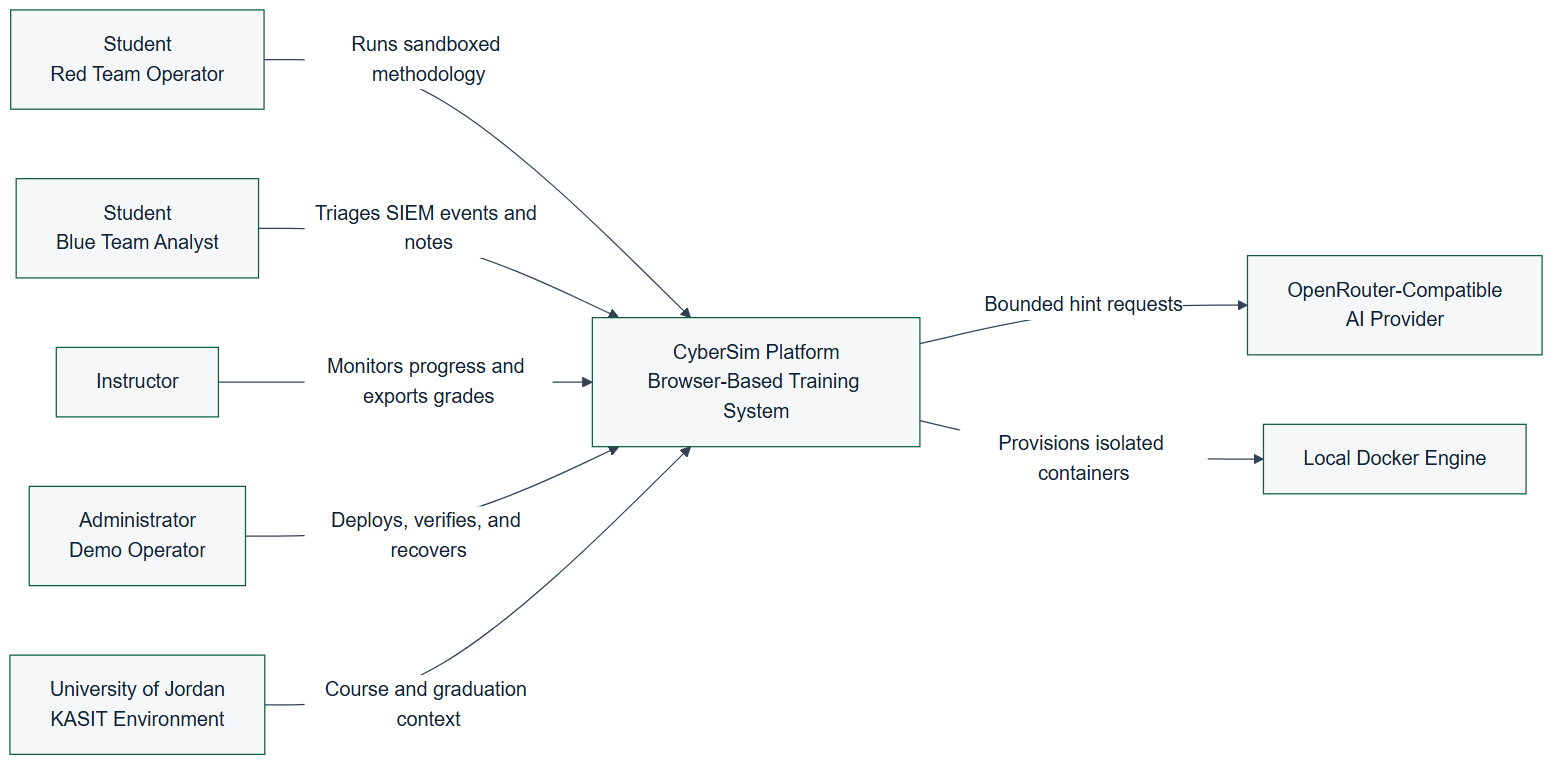 Student
Red Team Operator
Runs sandboxed
methodology
Student
Blue Team Analyst
Triages SIEM events and
notes
Instructor
Monitors progress and
exports grades
Administrator
Demo Operator
Deploys, verifies, and
recovers
University of Jordan
KASIT Environment
Course and graduation
context
CyberSim Platform
Browser-Based Training
System
Bounded hint requests
OpenRouter-Compatible
AI Provider
Provisions isolated
containers
Local Docker Engine